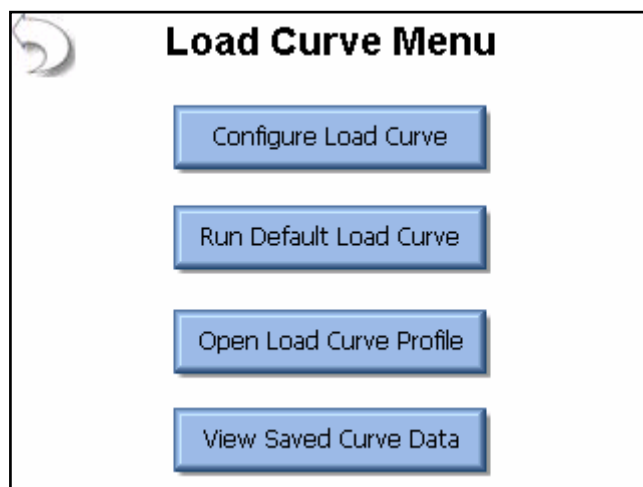 Load Curve Menu
Configure Load Curve
Run Default Load Curve
Open Load Curve Profile
View Saved Curve Data